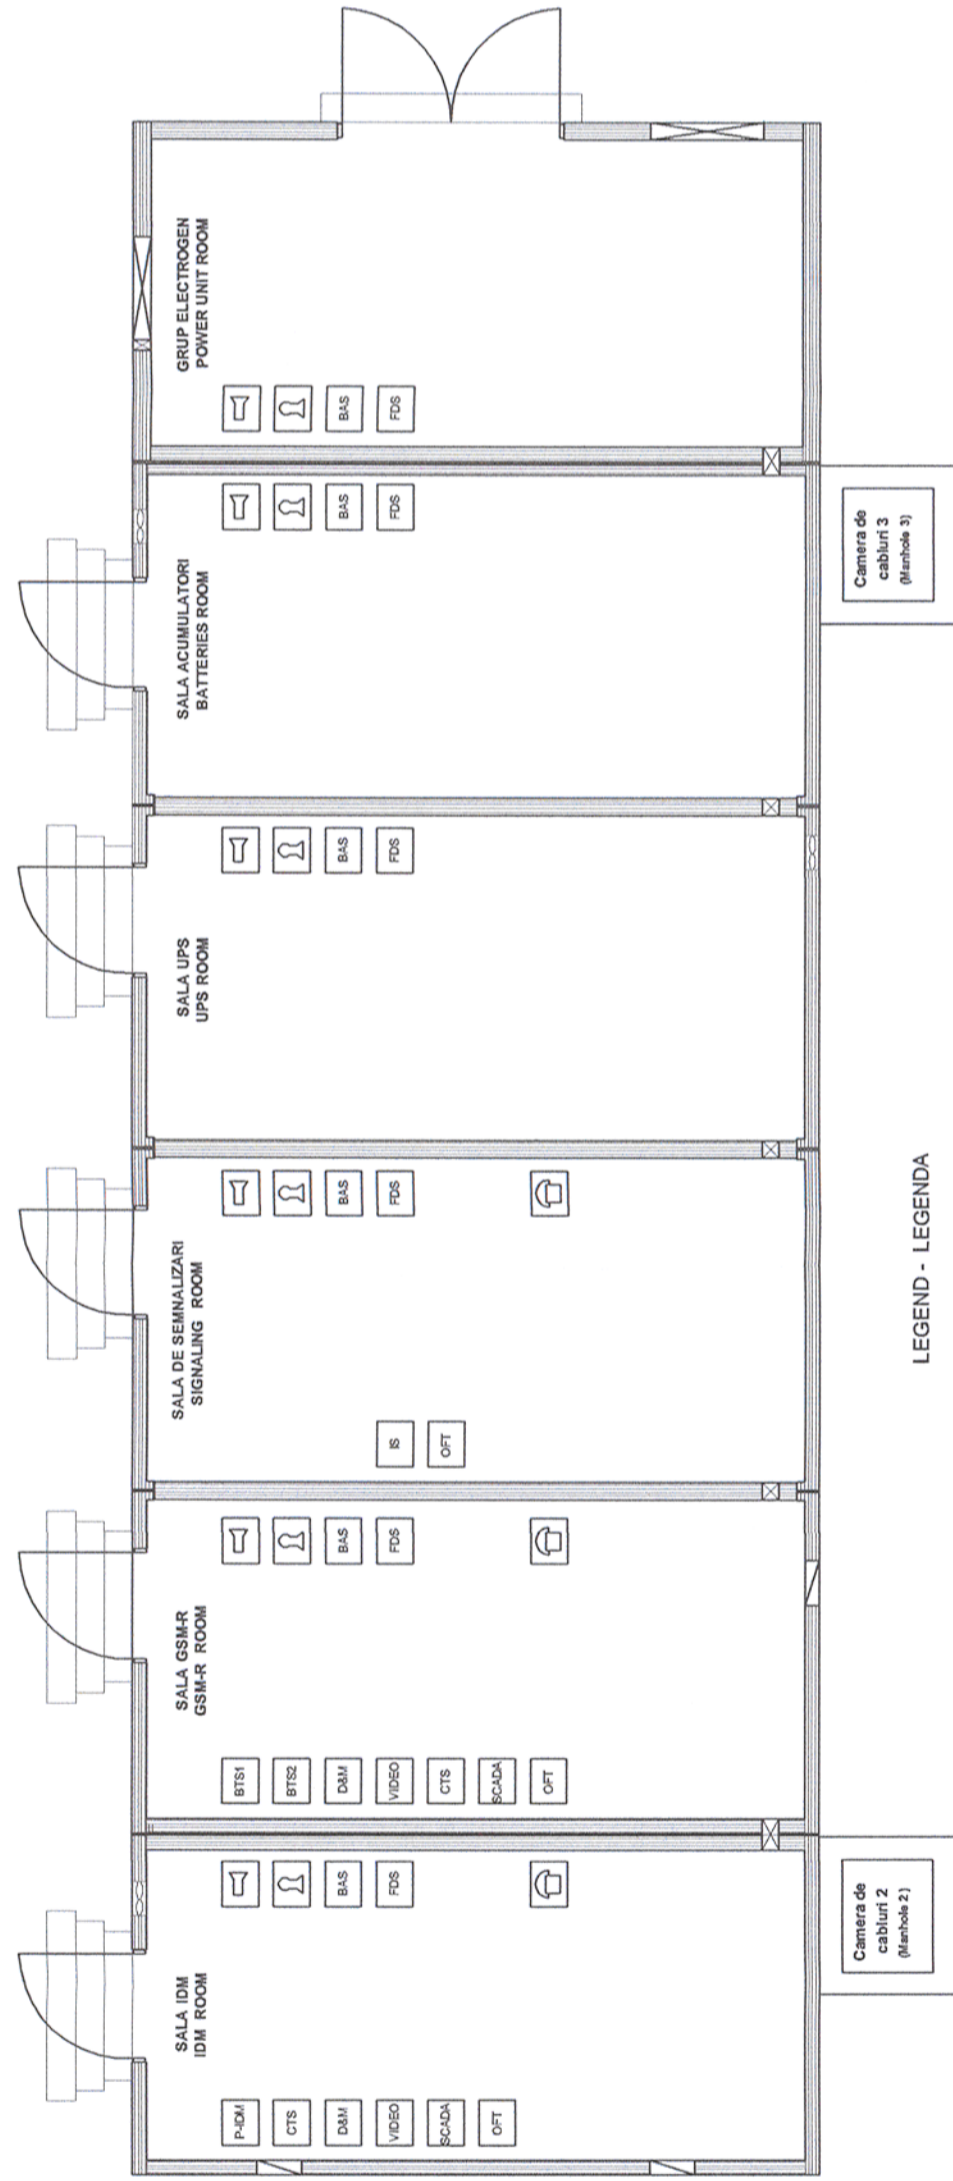 SALA IDM
IDM ROOM
P-IDM
CTS
D&M
VIDEO
SCADA
OFT
BAS
FDS
SALA GSM-R
GSM-R ROOM
BTS1
BTS2
D&M
VIDEO
CTS
SCADA
OFT
BAS
FDS
SALA DE SEMNALIZARI
SIGNALING ROOM
IS
OFT
BAS
FDS
SALA UPS
UPS ROOM
BAS
FDS
SALA ACUMULATORI
BATTERIES ROOM
BAS
FDS
GRUP ELECTROGEN
POWER UNIT ROOM
BAS
FDS
Camera de
cabluri 2
(Manhole 2)
Camera de
cabluri 3
(Manhole 3)
LEGEND - LEGENDA